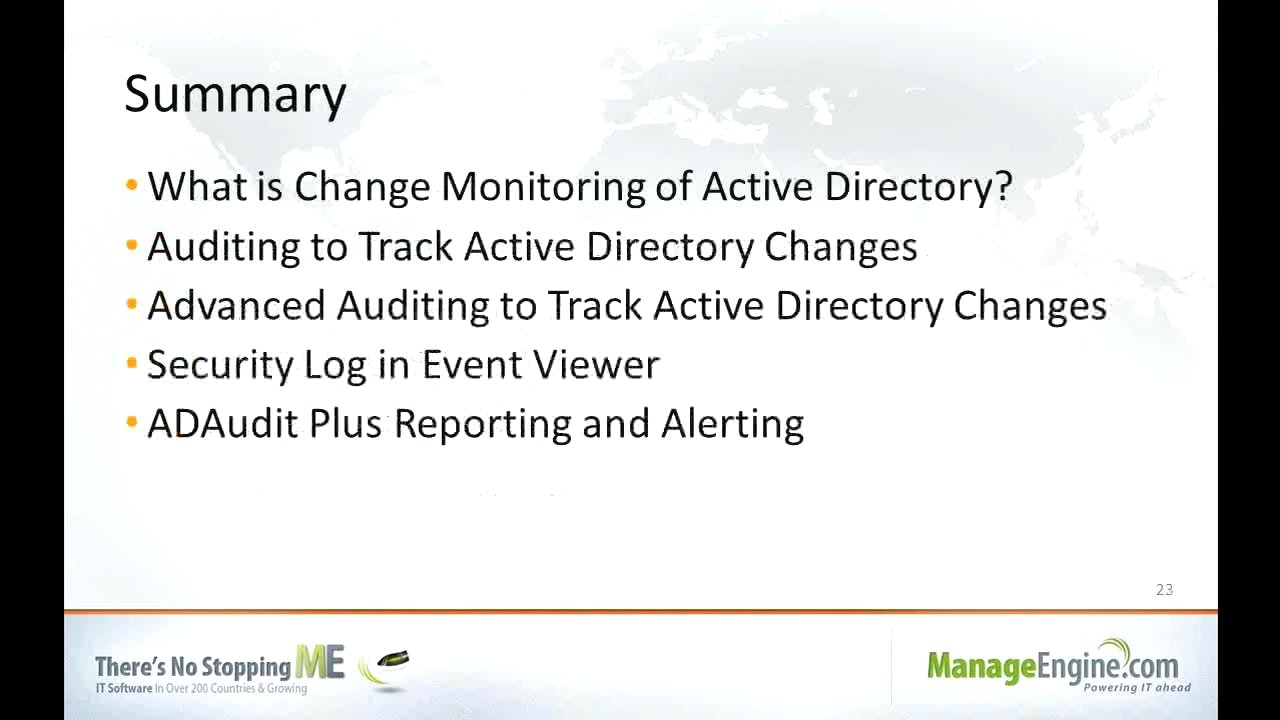 Summary
• What is Change Monitoring of Active Directory?
• Auditing to Track Active Directory Changes
• Advanced Auditing to Track Active Directory Changes
• Security Log in Event Viewer
• ADAudit Plus Reporting and Alerting
23
There's No Stopping ME
IT Software In Over 200 Countries & Growing
ManageEngine.com
Powering IT ahead